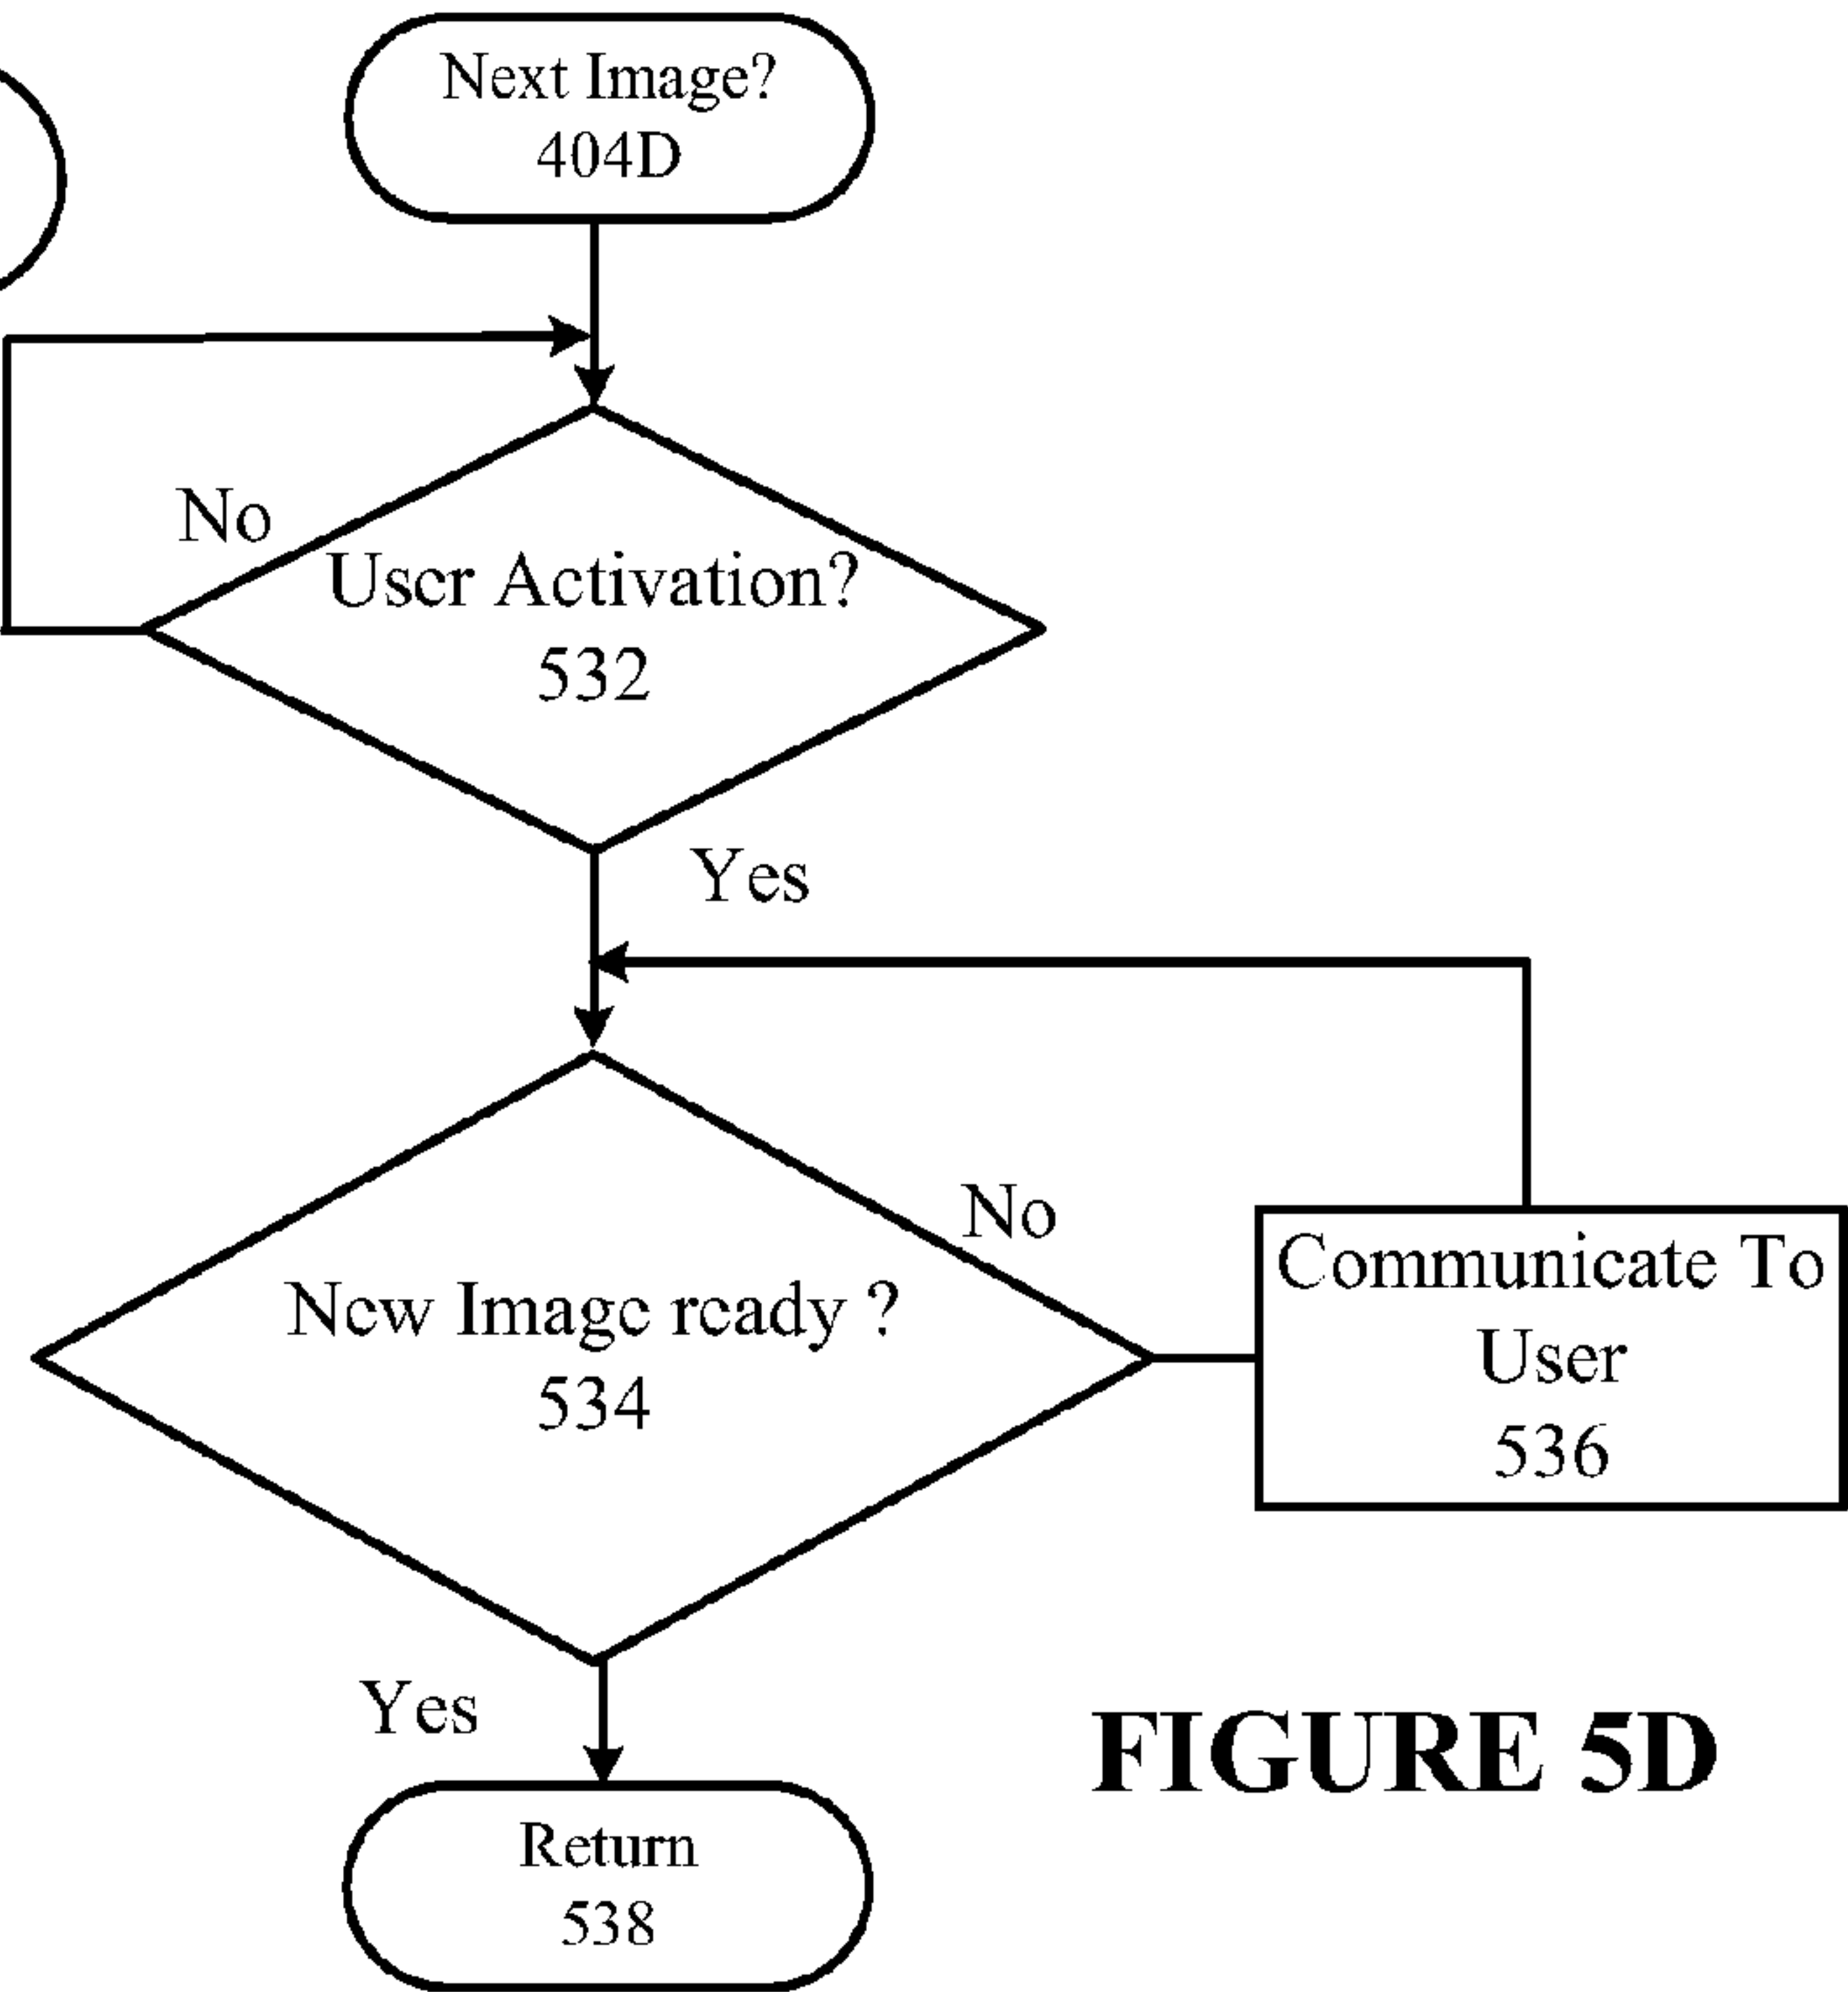 Next Image?
404D
No
User Activation?
532
Yes
No
New Image ready ?
534
Communicate To
User
536
Yes
Return
538
FIGURE 5D